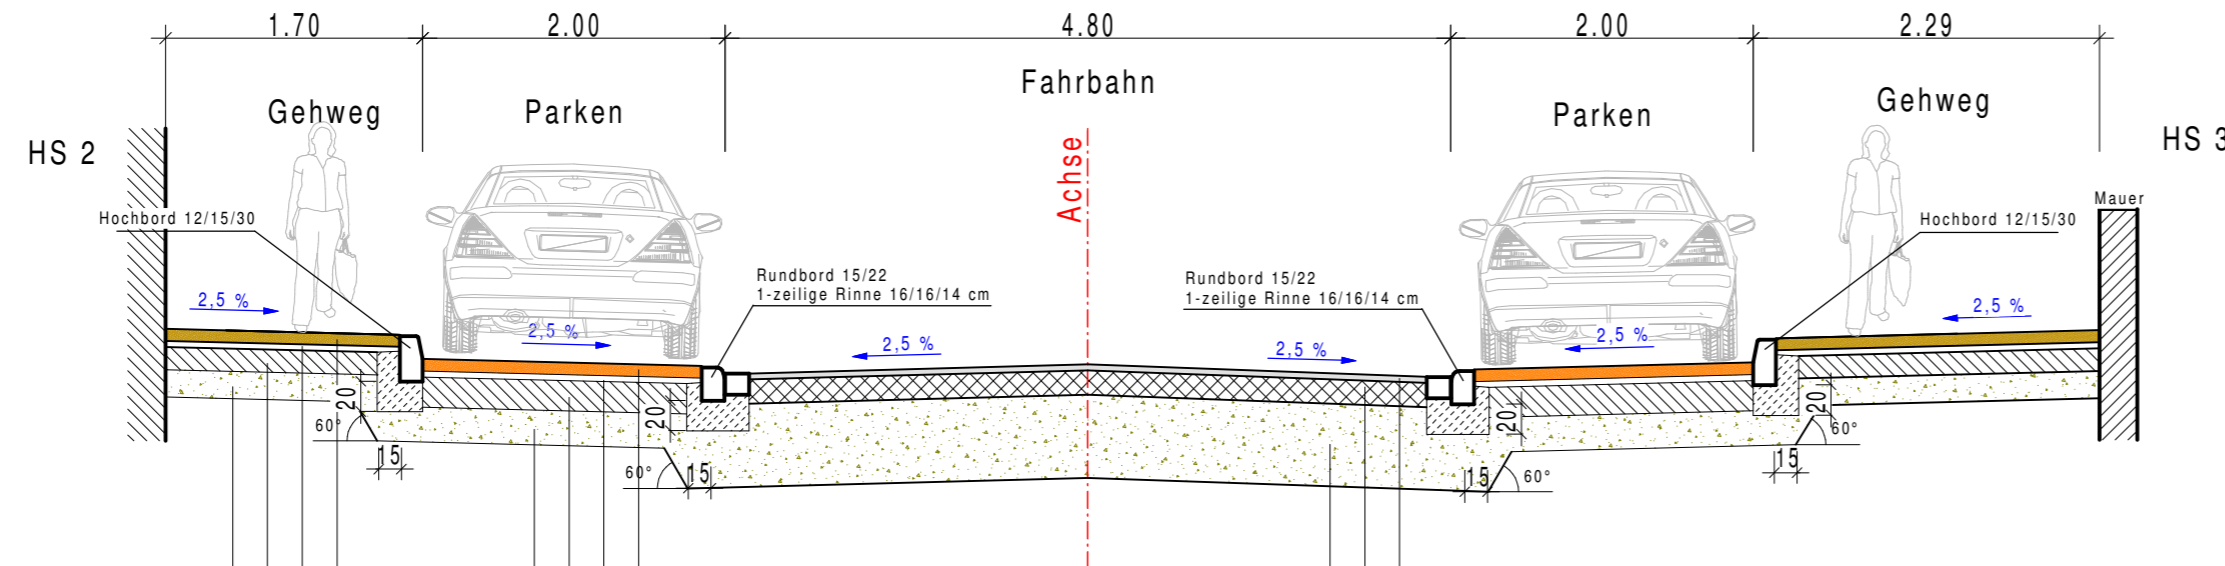 1.70 2.00 4.80 2.00 2.29
Fahrbahn
Gehweg Parken Parken Gehweg
HS 2 HS 3
Achse
Mauer
Hochbord 12/15/30 Hochbord 12/15/30
Rundbord 15/22
1-zeilige Rinne 16/16/14 cm
Rundbord 15/22
1-zeilige Rinne 16/16/14 cm
2,5 % 2,5 %
2,5 % 2,5 % 2,5 % 2,5 %
20 20 20 20
60° 60°
15 15
60° 15 15 60°